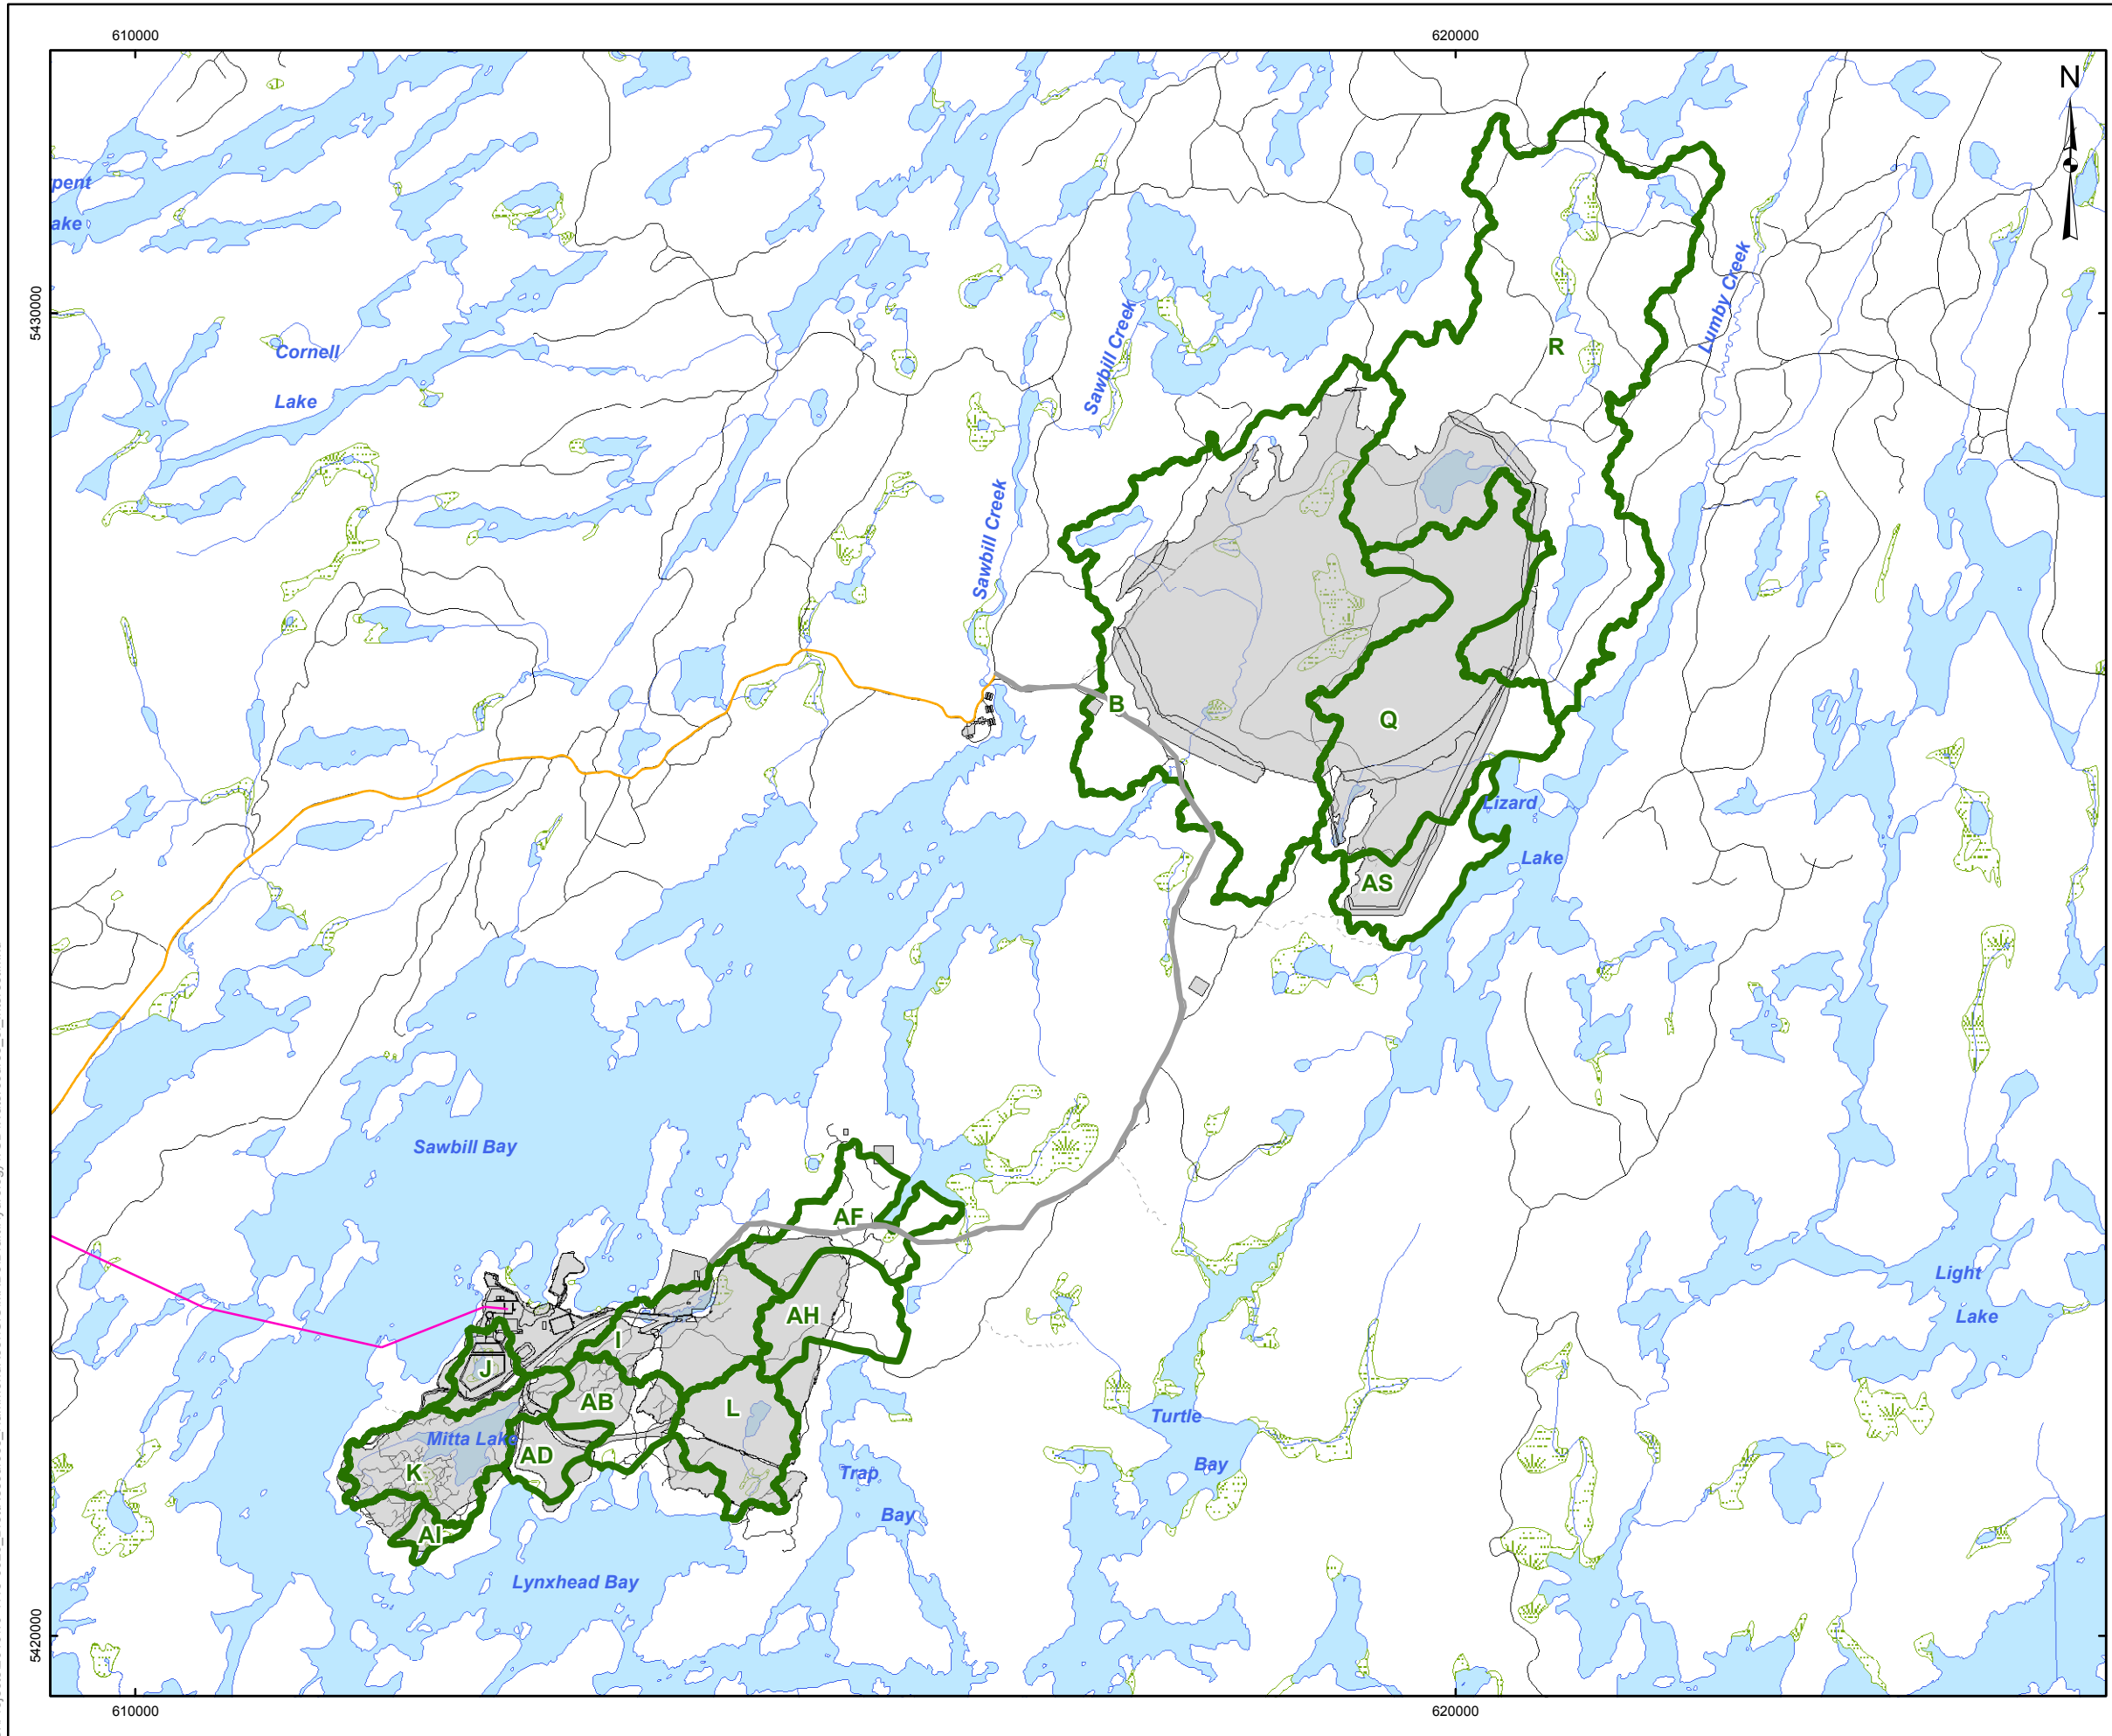 610000
620000
N
pent
ake
Lumby Creek
5430000
Sawbill Creek
Cornell
Lake
R
Sawbill Creek
B
Q
Lizard
Lake
AS
Sawbill Bay
AF
Light
Lake
AH
I
J
AB
L
Mitta Lake
AD
K
Turtle
Bay
Trap
Bay
AI
Lynxhead Bay
5420000
610000
620000